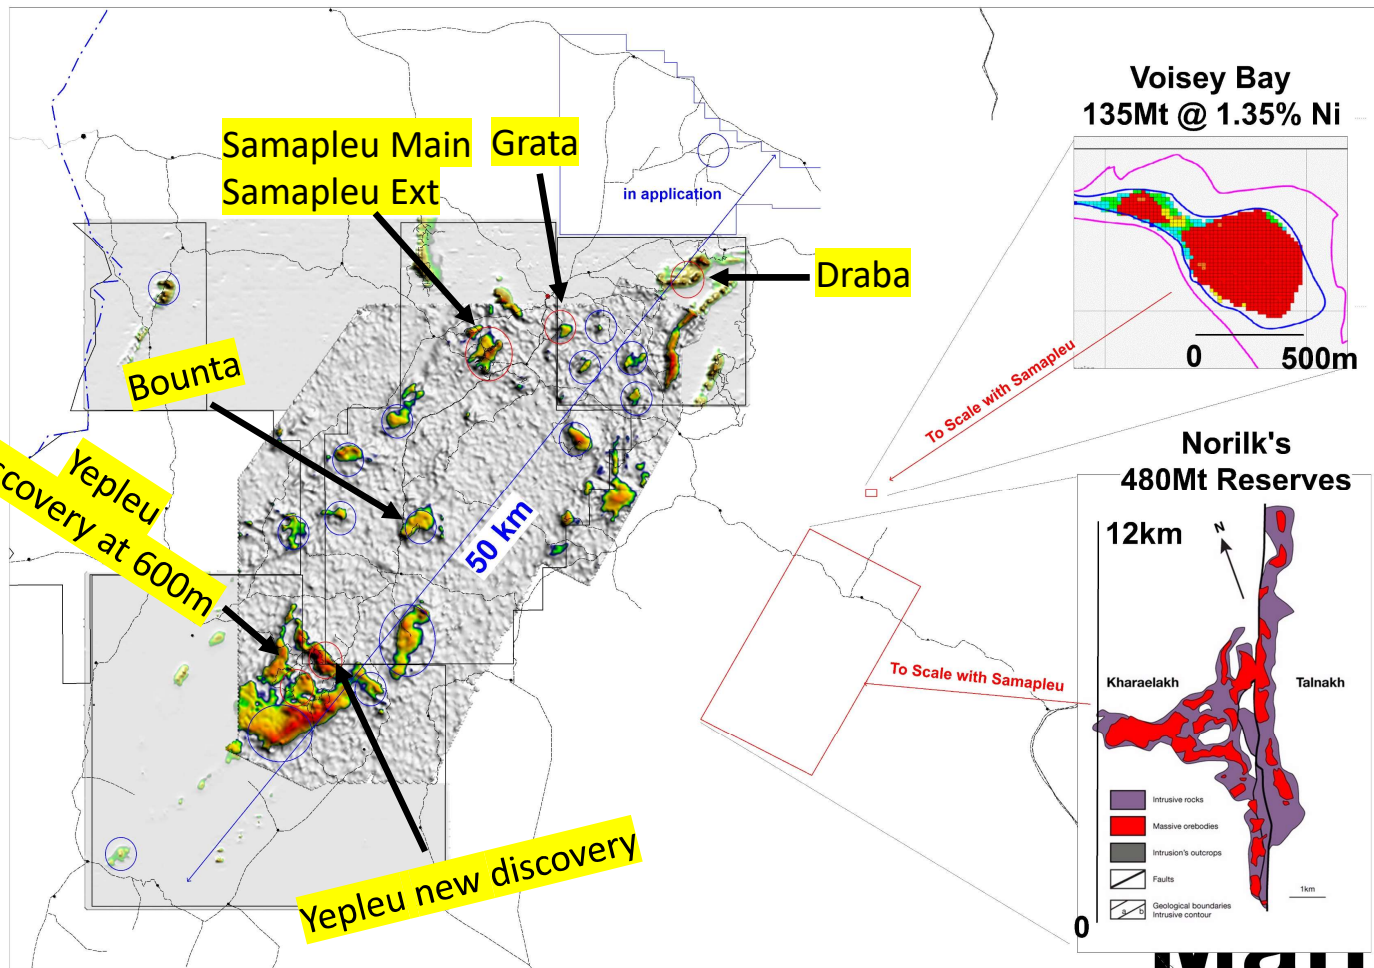 Voisey Bay
135Mt @ 1.35% Ni
Samapleu Main
Samapleu Ext
Grata
in application
Draba
0
500m
Bounta
To Scale with Samapleu
Yepleu
covery at 600m
50 km
Norilk's
480Mt Reserves
12km
N
To Scale with Samapleu
Kharaelakh
Talnakh
Intrusive rocks
Massive orebodies
Intrusion's outcrops
Faults
1km
Geological boundaries
a b
Intrusive contour
0
Yepleu new discovery